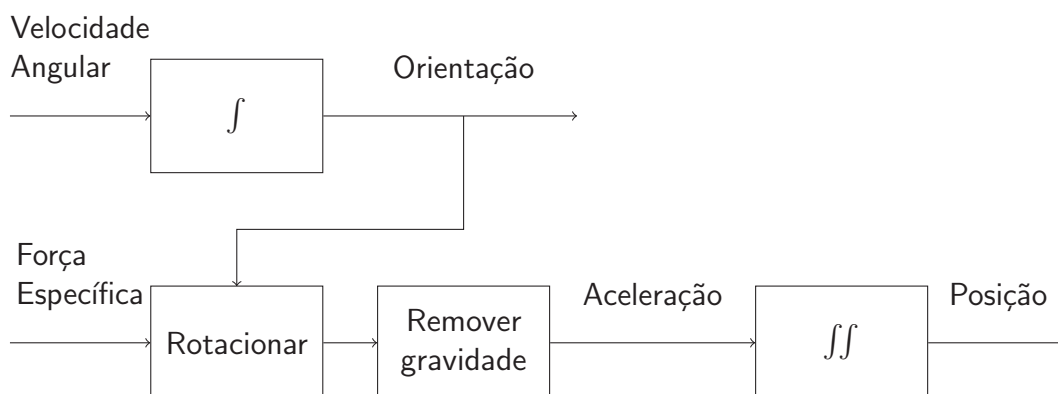 Velocidade
Angular
∫
Orientação
Força
Específica
Rotacionar
Remover
gravidade
Aceleração
∬
Posição